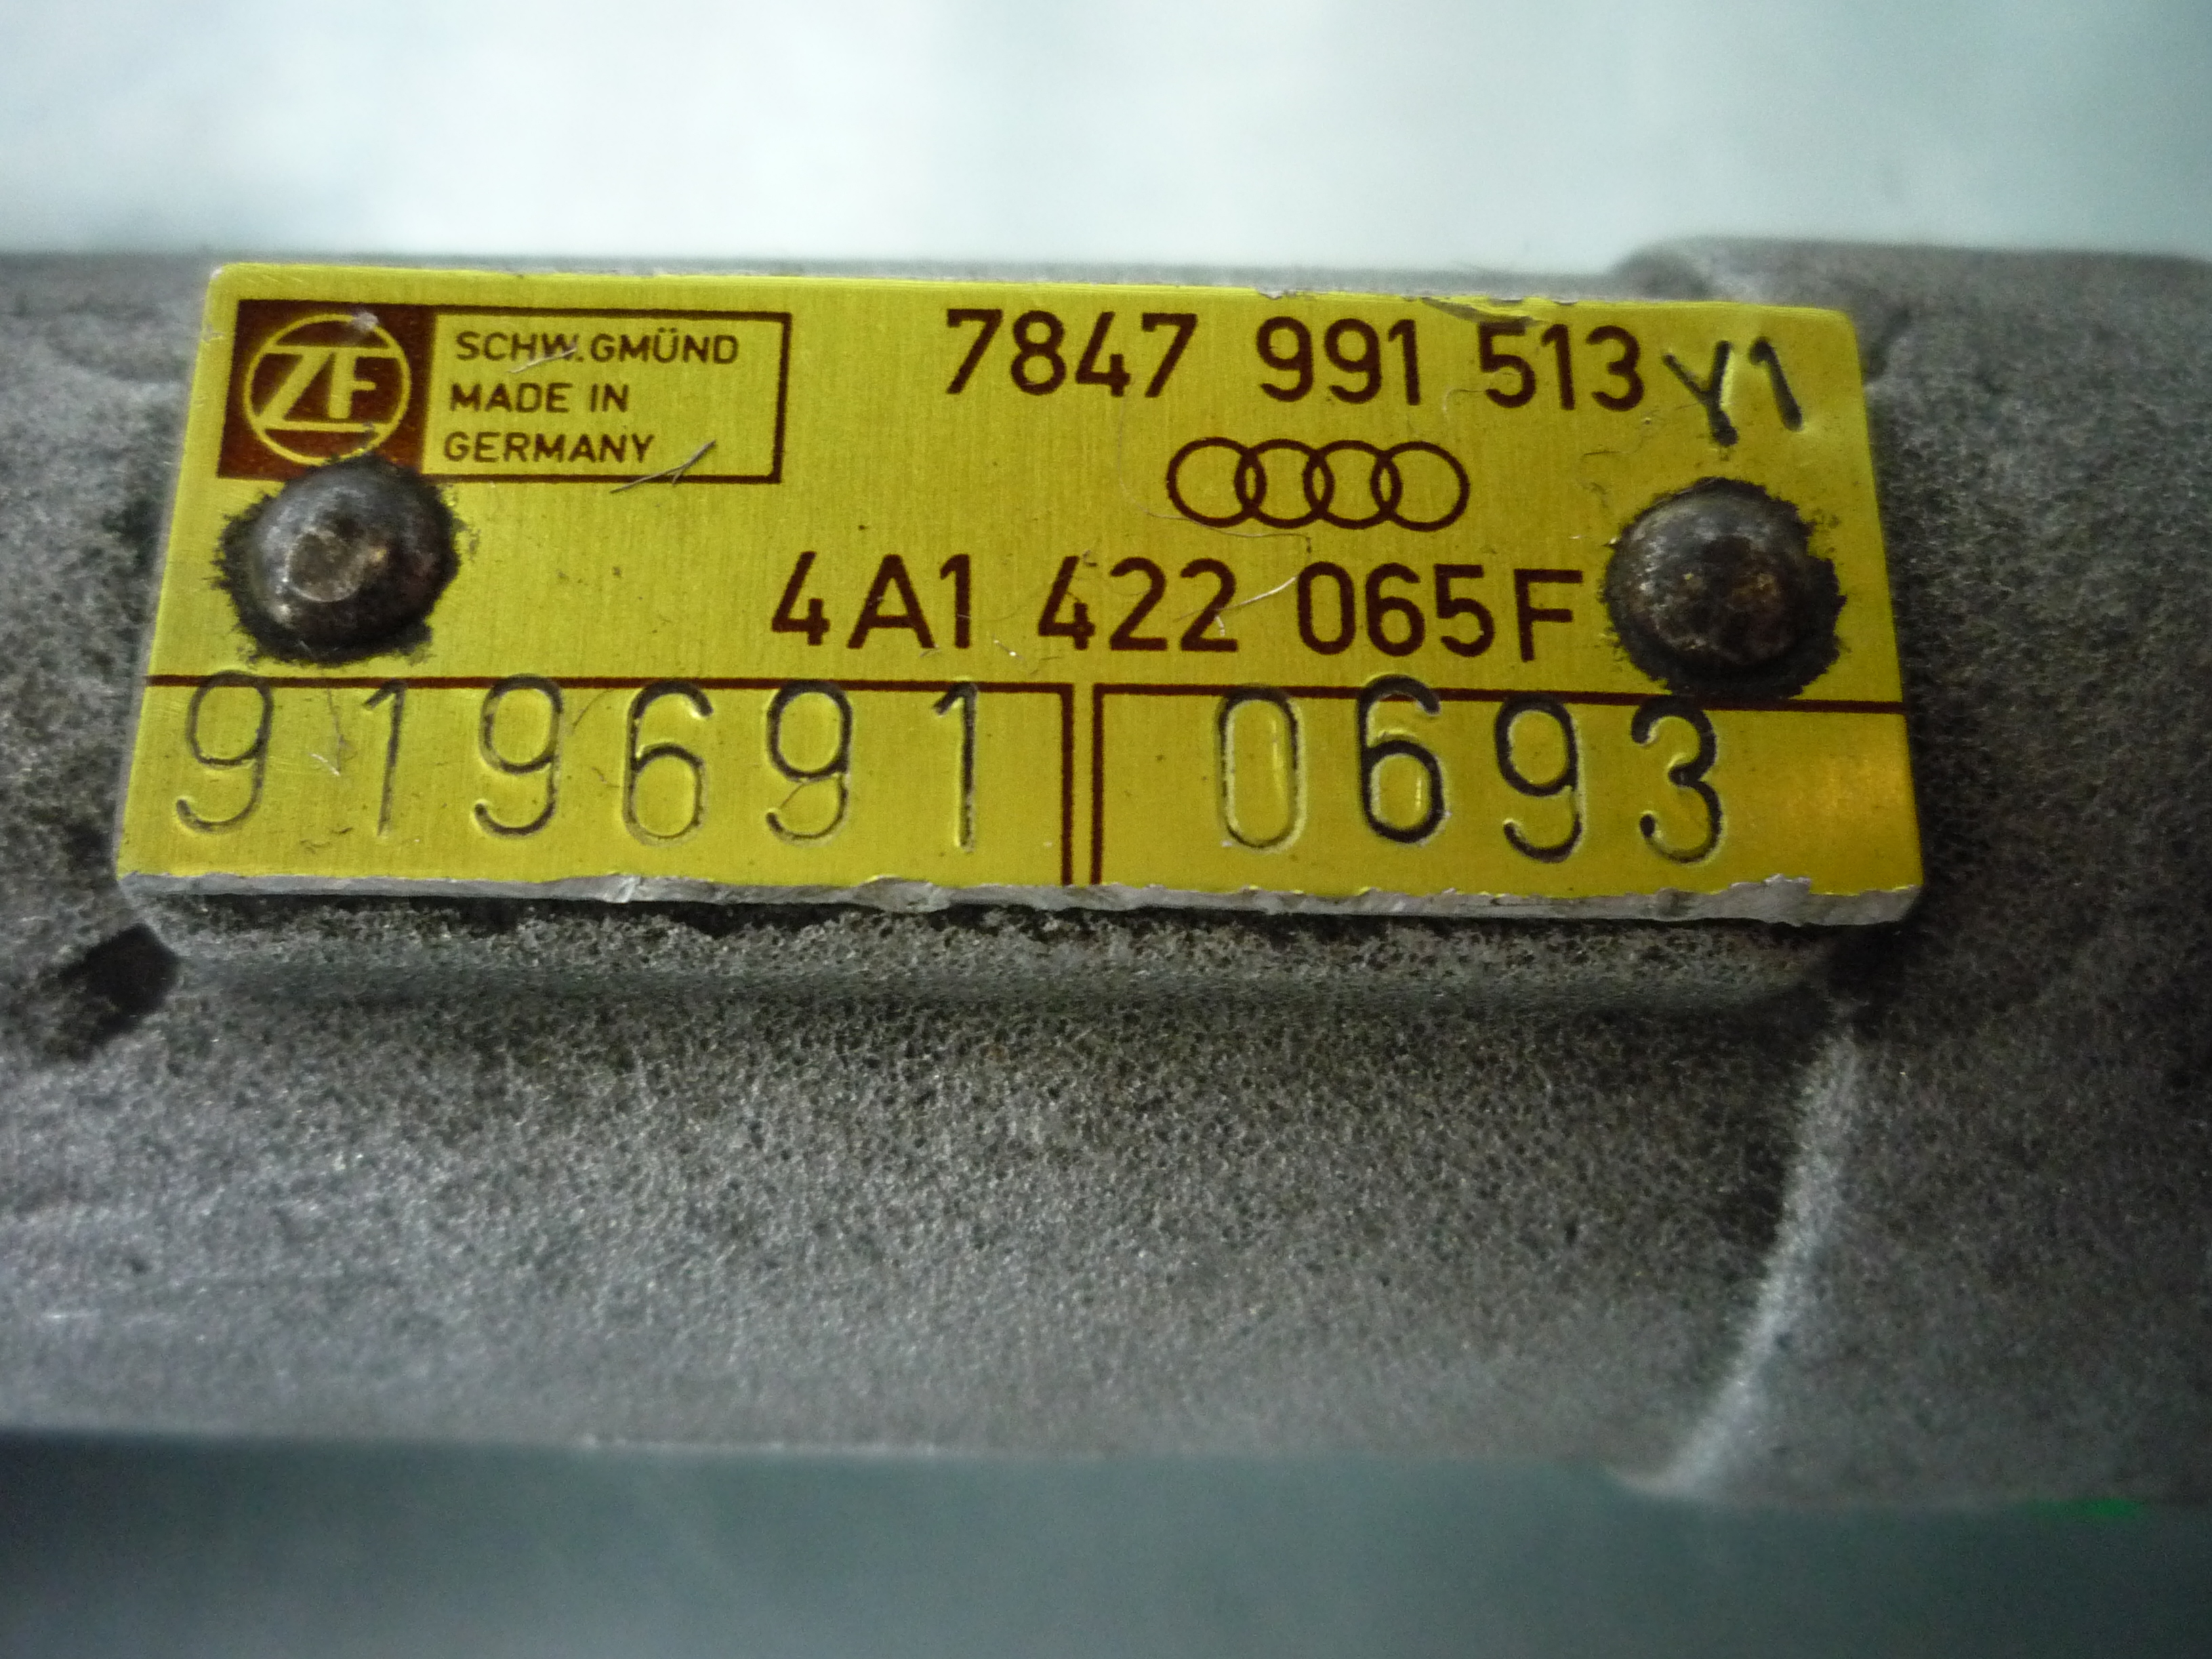 ZF
SCHW.GMÜND
MADE IN
GERMANY
7847 991 513 Y1
4A1 422 065F
919691 0693